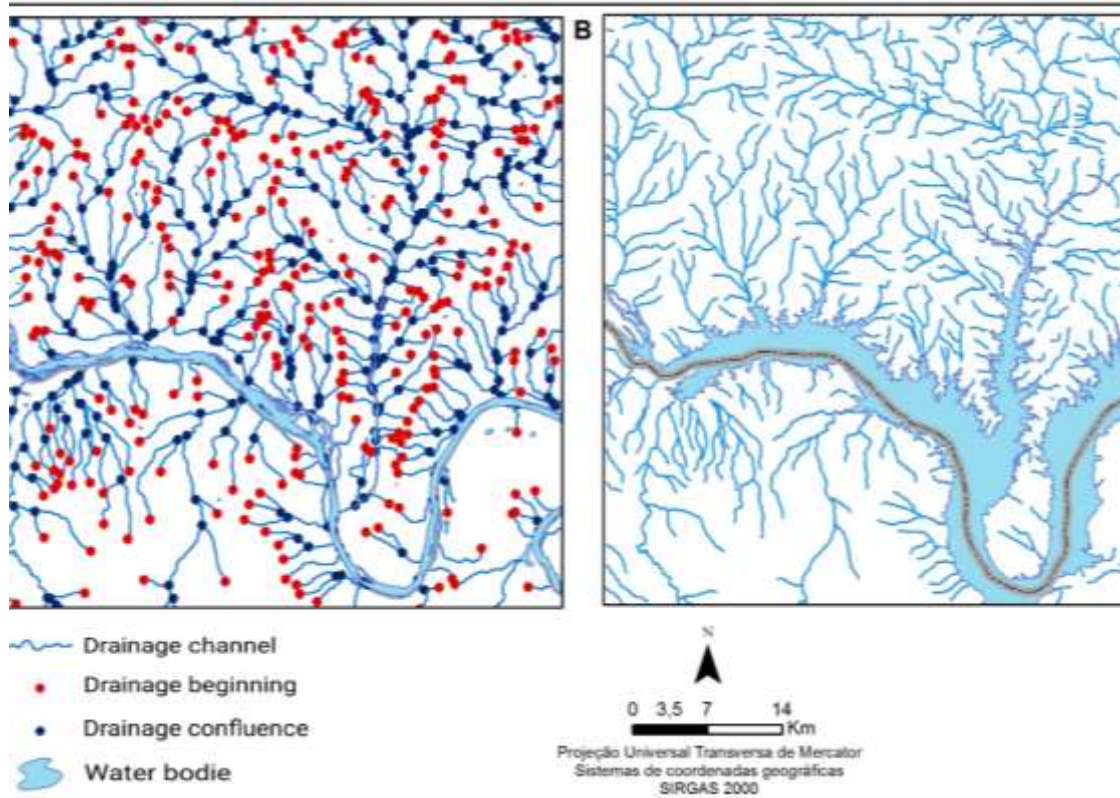 B
Drainage channel
Drainage beginning
Drainage confluence
Water bodie
N
0 3,5 7 14
Km
Projeção Universal Transversa de Mercator
Sistemas de coordenadas geográficas
SIRGAS 2000